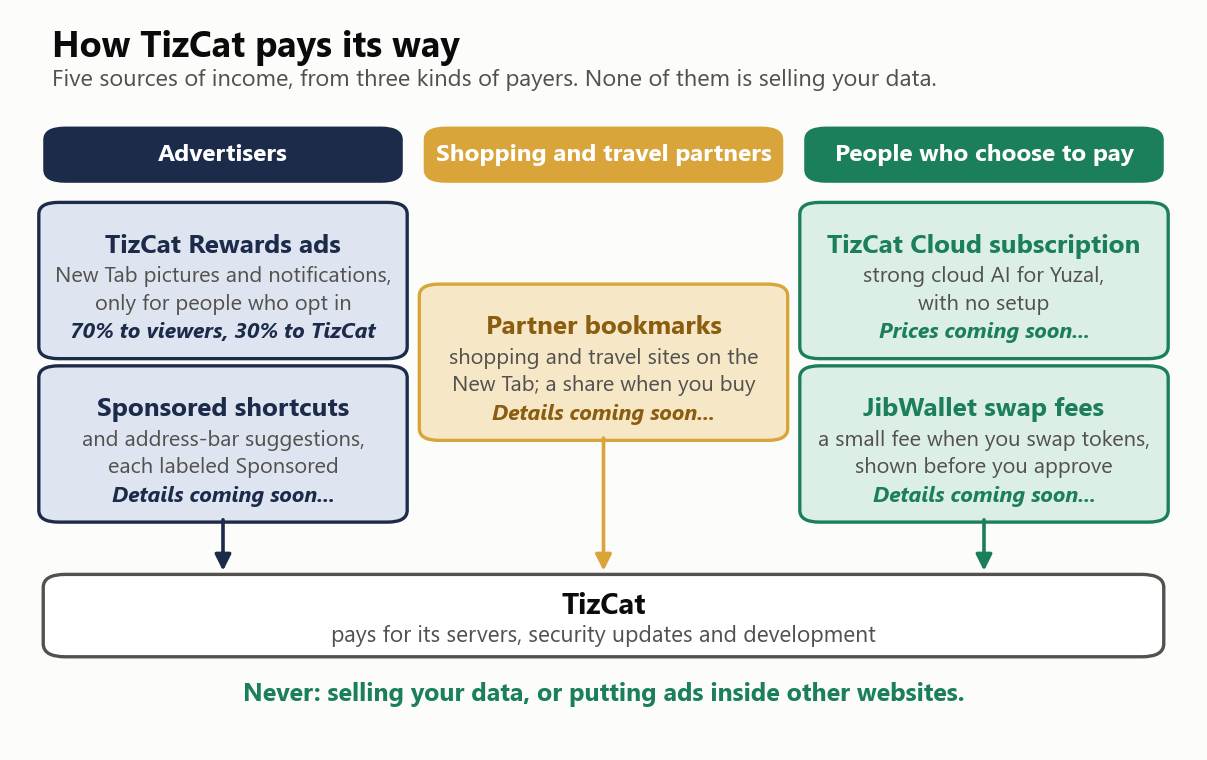 How TizCat pays its way
Five sources of income, from three kinds of payers. None of them is selling your data.
Advertisers
Shopping and travel partners
People who choose to pay
TizCat Rewards ads
New Tab pictures and notifications,
only for people who opt in
70% to viewers, 30% to TizCat
Sponsored shortcuts
and address-bar suggestions,
each labeled Sponsored
Details coming soon...
Partner bookmarks
shopping and travel sites on the
New Tab; a share when you buy
Details coming soon...
TizCat Cloud subscription
strong cloud AI for Yuzal,
with no setup
Prices coming soon...
JibWallet swap fees
a small fee when you swap tokens,
shown before you approve
Details coming soon...
TizCat
pays for its servers, security updates and development
Never: selling your data, or putting ads inside other websites.